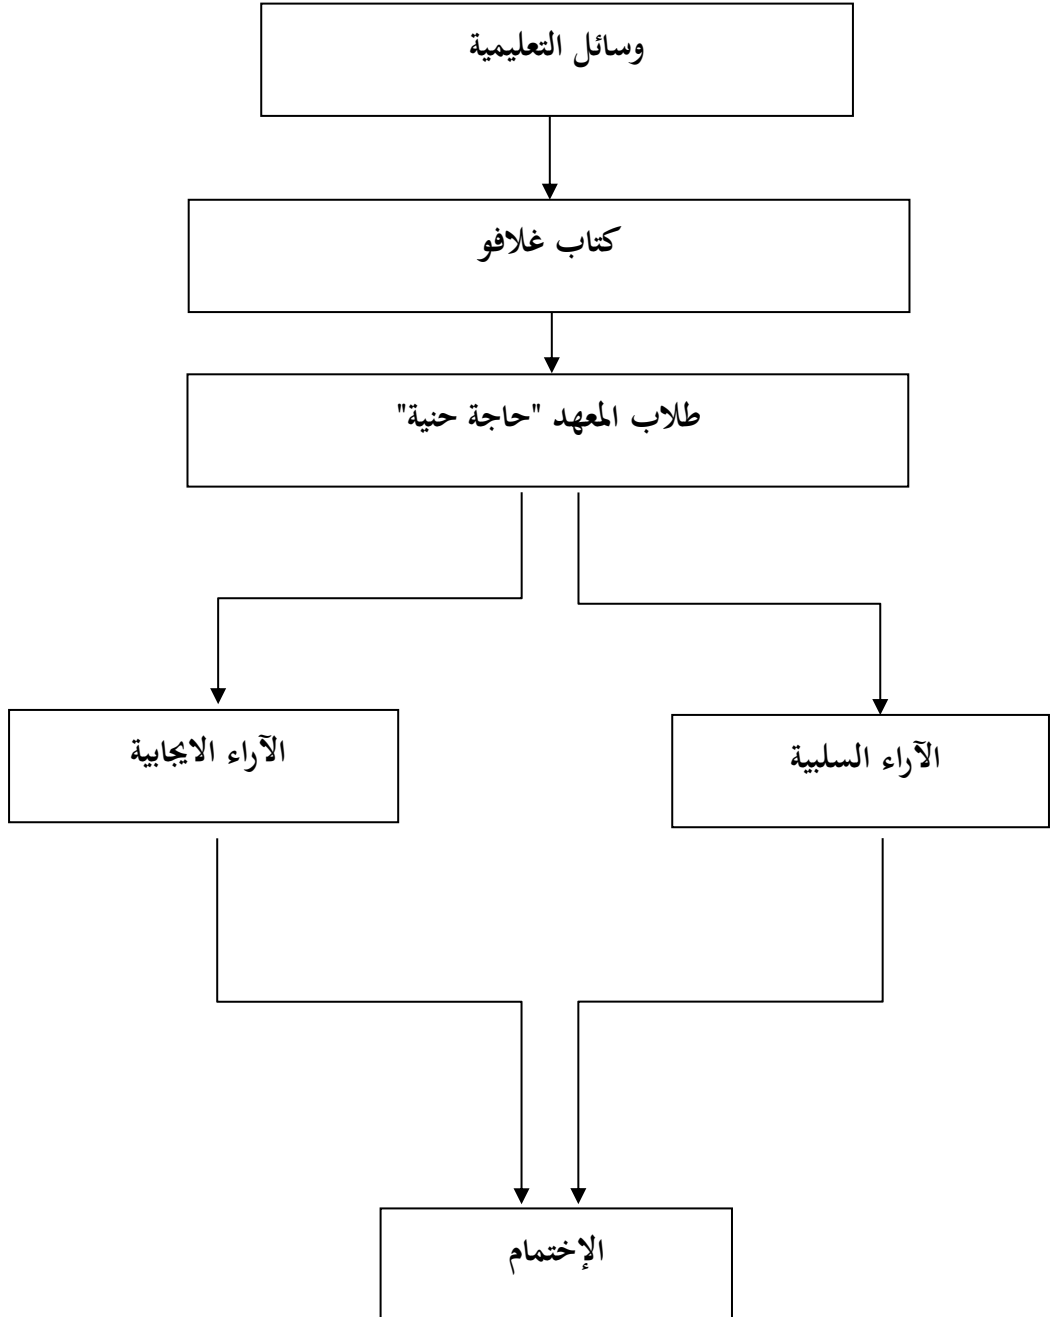 وسائل التعليمية
كتاب غلافو
طلاب المعهد "حاجة حنية"
الآراء الايجابية
الآراء السلبية
الإختمام